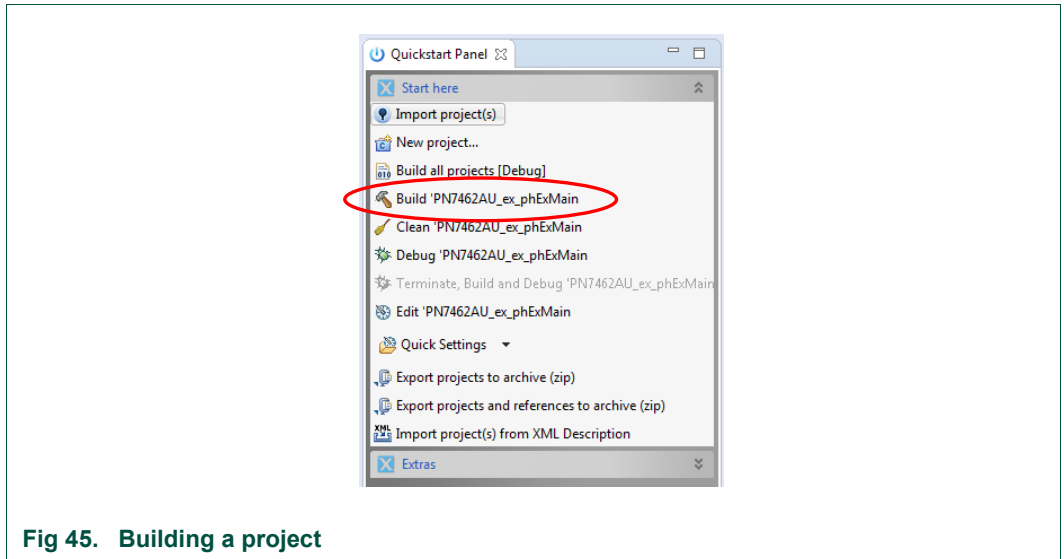 Quickstart Panel
Start here
Import project(s)
New project...
Build all projects [Debug]
Build 'PN7462AU_ex_phExMain
Clean 'PN7462AU_ex_phExMain
Debug 'PN7462AU_ex_phExMain
Terminate, Build and Debug 'PN7462AU_ex_phExMain
Edit 'PN7462AU_ex_phExMain
Quick Settings
Export projects to archive (zip)
Export projects and references to archive (zip)
XML Import project(s) from XML Description
Extras
Fig 45. Building a project